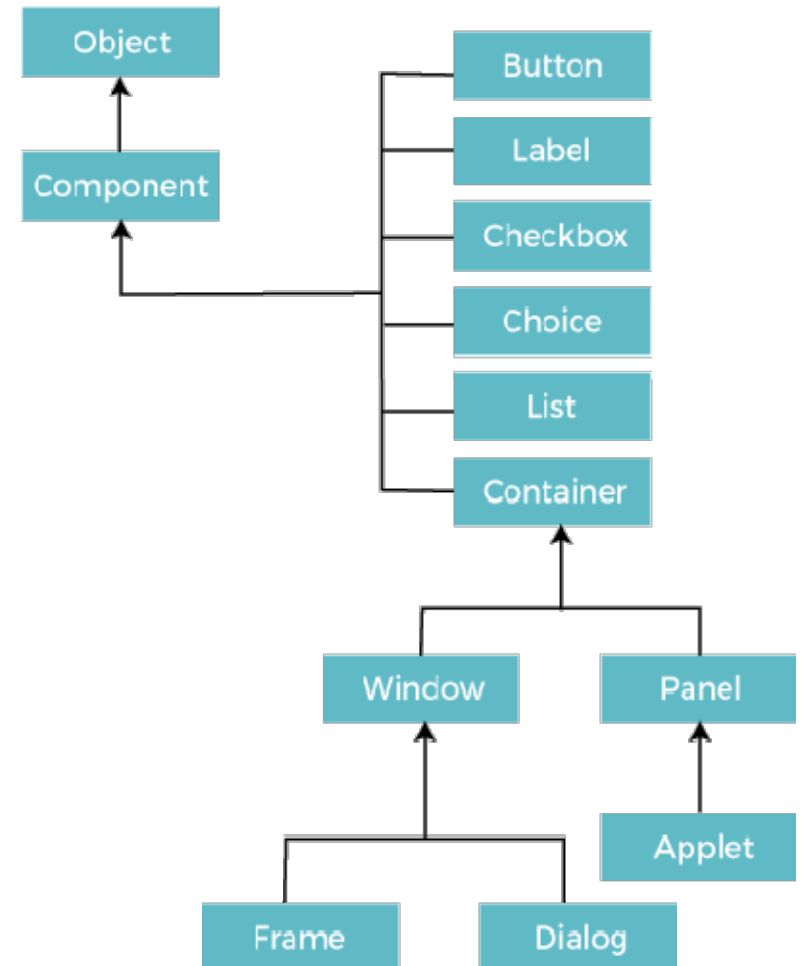 Object
Button
Label
Component
Checkbox
Choice
List
Container
Window
Panel
Applet
Frame
Dialog